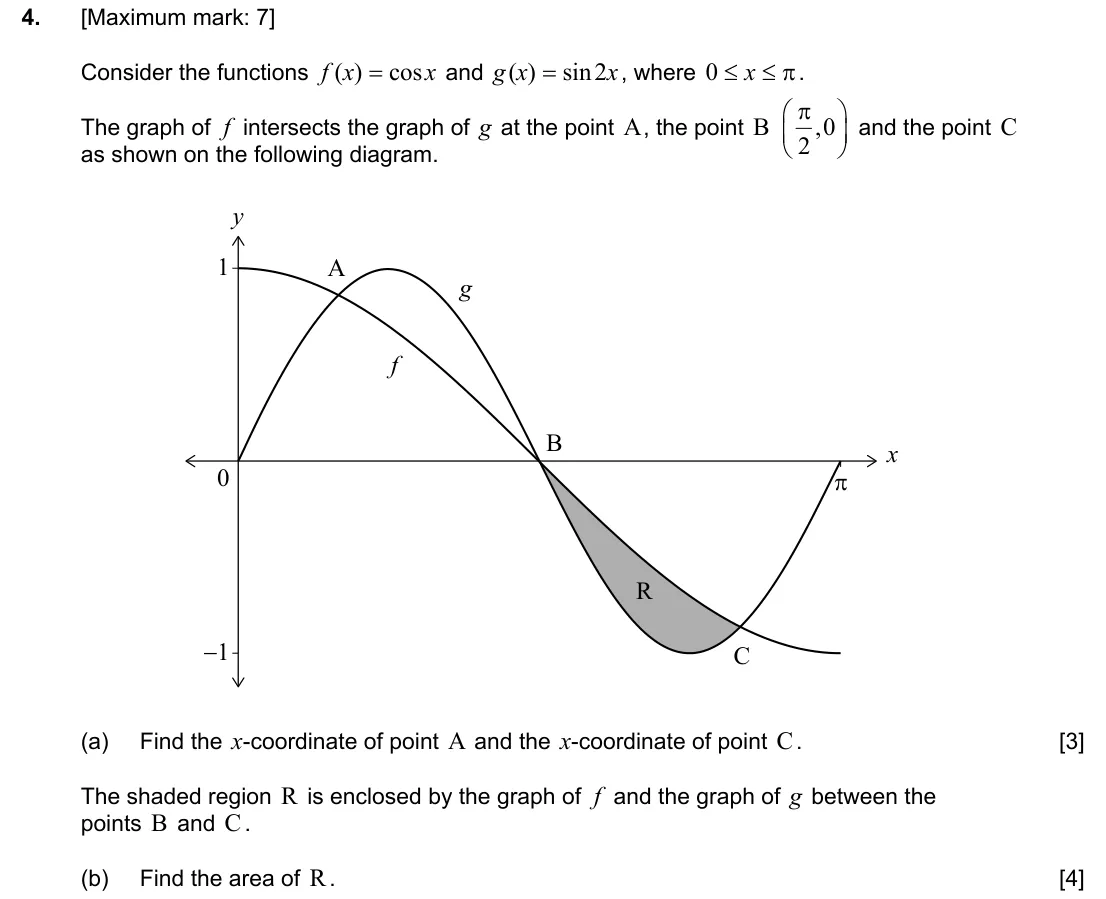 4. [Maximum mark: 7]
Consider the functions f(x) = cos x and g(x) = sin 2x, where 0 ≤ x ≤ π.
The graph of f intersects the graph of g at the point A, the point B (π/2, 0) and the point C
as shown on the following diagram.
y
1
A
g
f
B
x
0
π
R
−1
C
(a) Find the x-coordinate of point A and the x-coordinate of point C. [3]
The shaded region R is enclosed by the graph of f and the graph of g between the
points B and C.
(b) Find the area of R. [4]